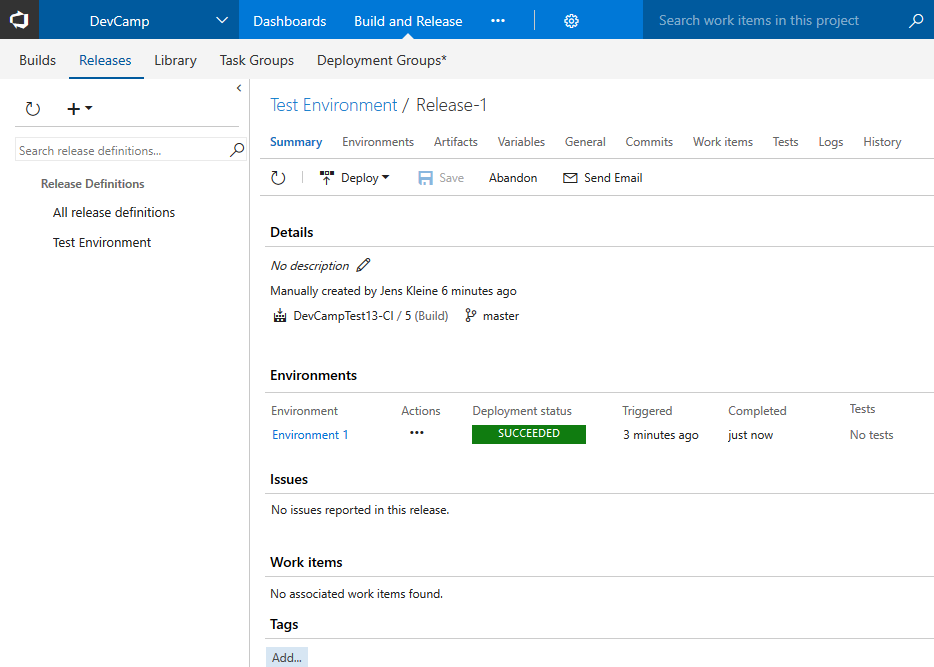 DevCamp Dashboards Build and Release ••• Search work items in this project
Builds Releases Library Task Groups Deployment Groups*
Search release definitions...
Release Definitions
All release definitions
Test Environment
Test Environment / Release-1
Summary Environments Artifacts Variables General Commits Work items Tests Logs History
Deploy Save Abandon Send Email
Details
No description
Manually created by Jens Kleine 6 minutes ago
DevCampTest13-CI / 5 (Build) master
Environments
Environment Actions Deployment status Triggered Completed Tests
Environment 1 ••• SUCCEEDED 3 minutes ago just now No tests
Issues
No issues reported in this release.
Work items
No associated work items found.
Tags
Add...